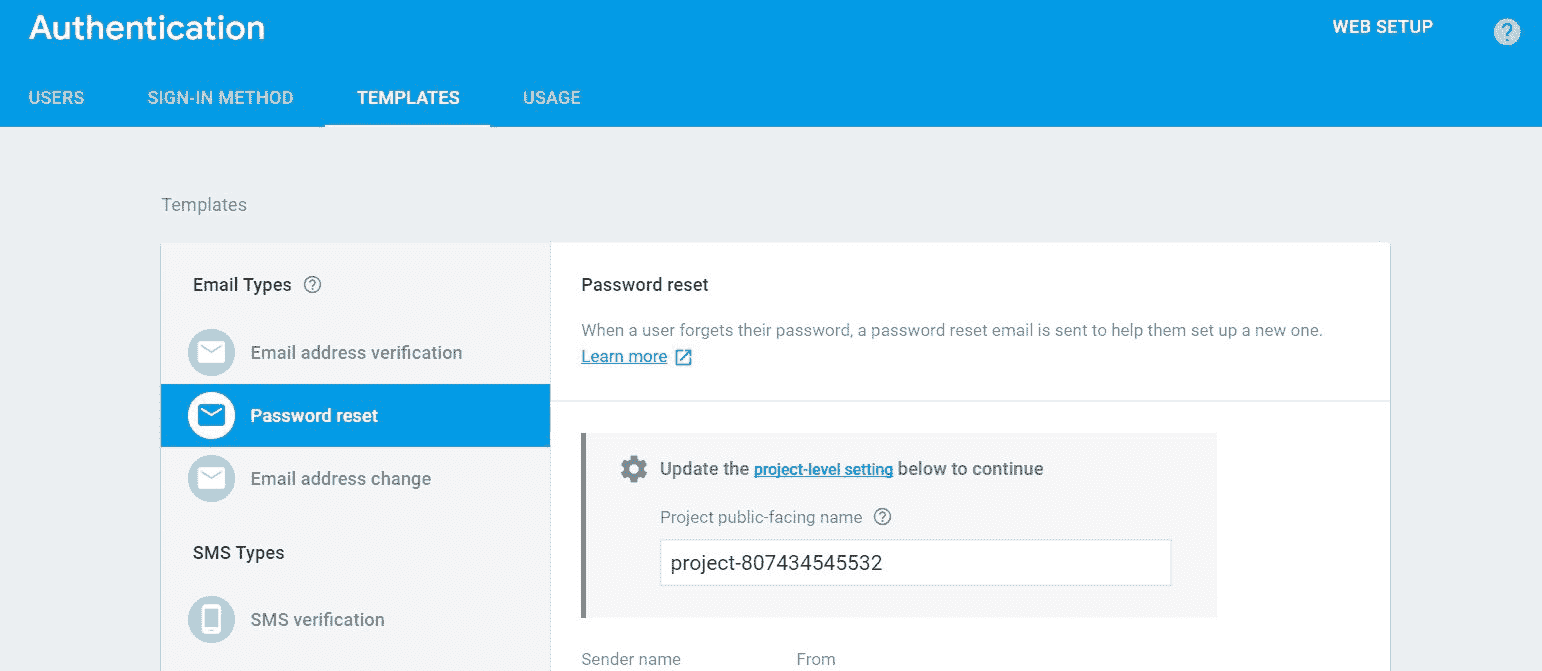 Authentication
WEB SETUP
?
USERS
SIGN-IN METHOD
TEMPLATES
USAGE
Templates
Email Types ?
Email address verification
Password reset
Email address change
SMS Types
SMS verification
Password reset
When a user forgets their password, a password reset email is sent to help them set up a new one.
Learn more
Update the project-level setting below to continue
Project public-facing name ?
project-807434545532
Sender name
From